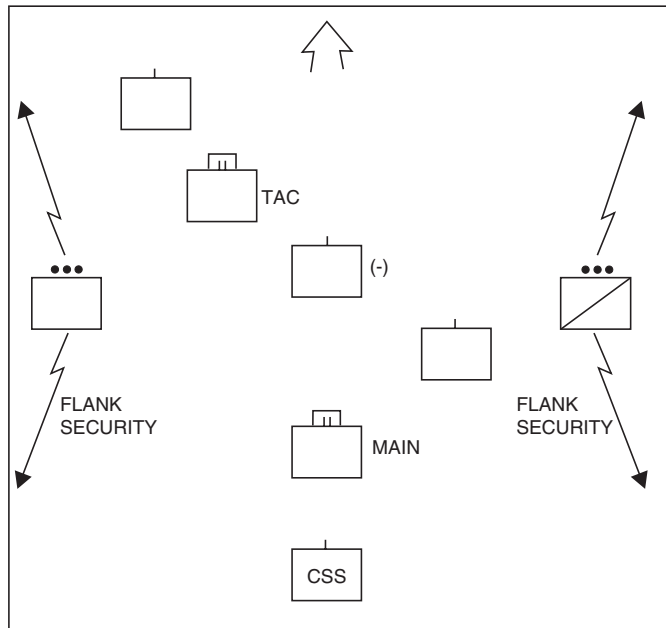 TAC
(-)
FLANK
SECURITY
FLANK
SECURITY
MAIN
CSS